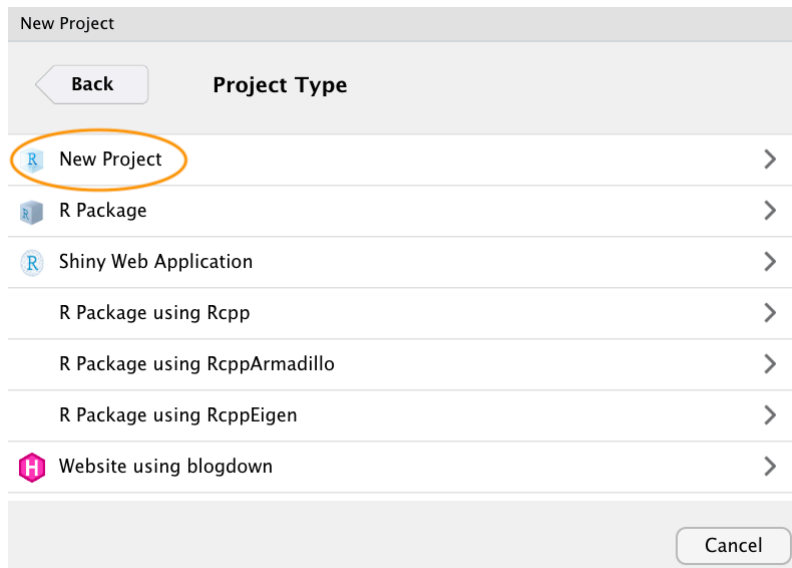 New Project
Back
Project Type
R New Project
R R Package
R Shiny Web Application
R Package using Rcpp
R Package using RcppArmadillo
R Package using RcppEigen
H Website using blogdown
Cancel